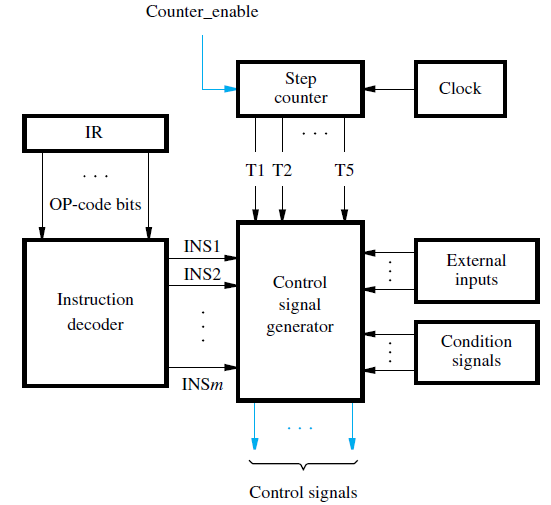 Counter_enable
Step
counter
Clock
IR
. . .
. . .
T1 T2
T5
OP-code bits
INS1
INS2
INSm
Instruction
decoder
Control
signal
generator
External
inputs
Condition
signals
. . .
Control signals